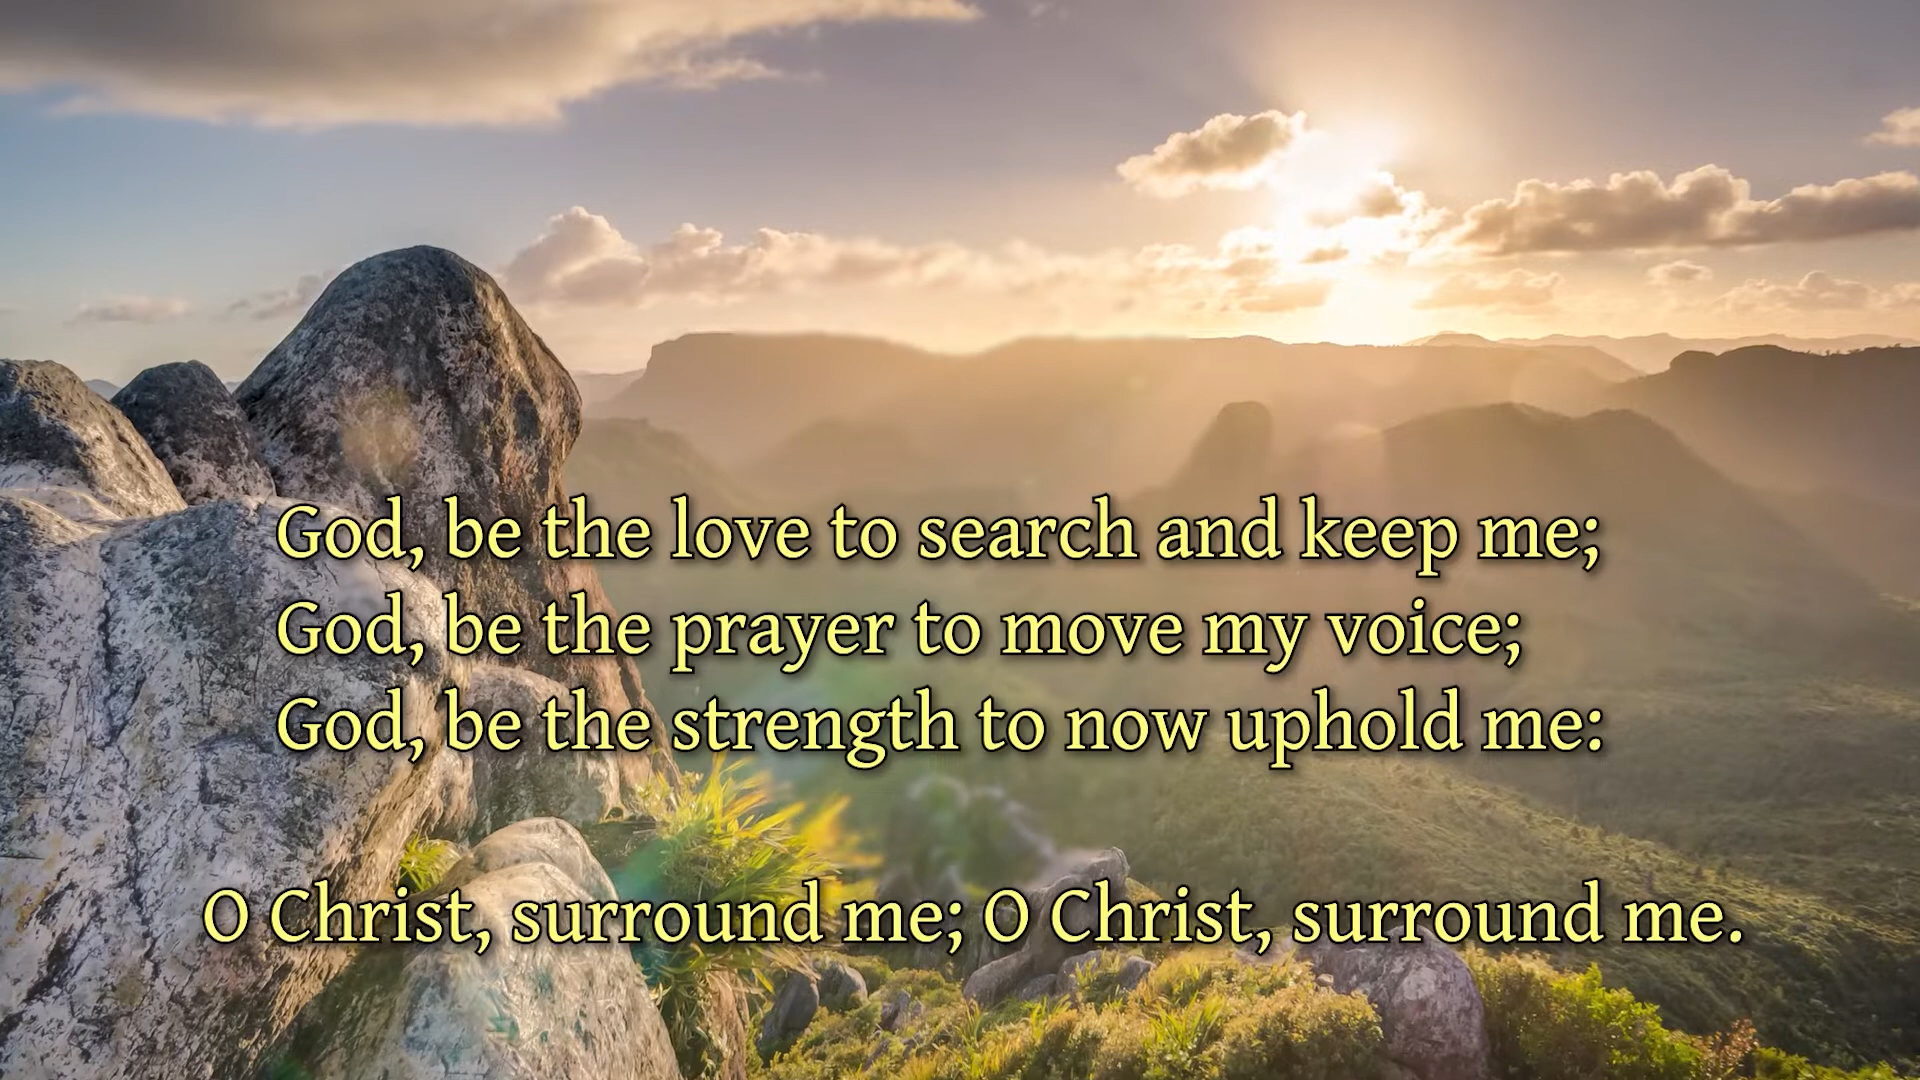 God, be the love to search and keep me;
God, be the prayer to move my voice;
God, be the strength to now uphold me:
O Christ, surround me; O Christ, surround me.